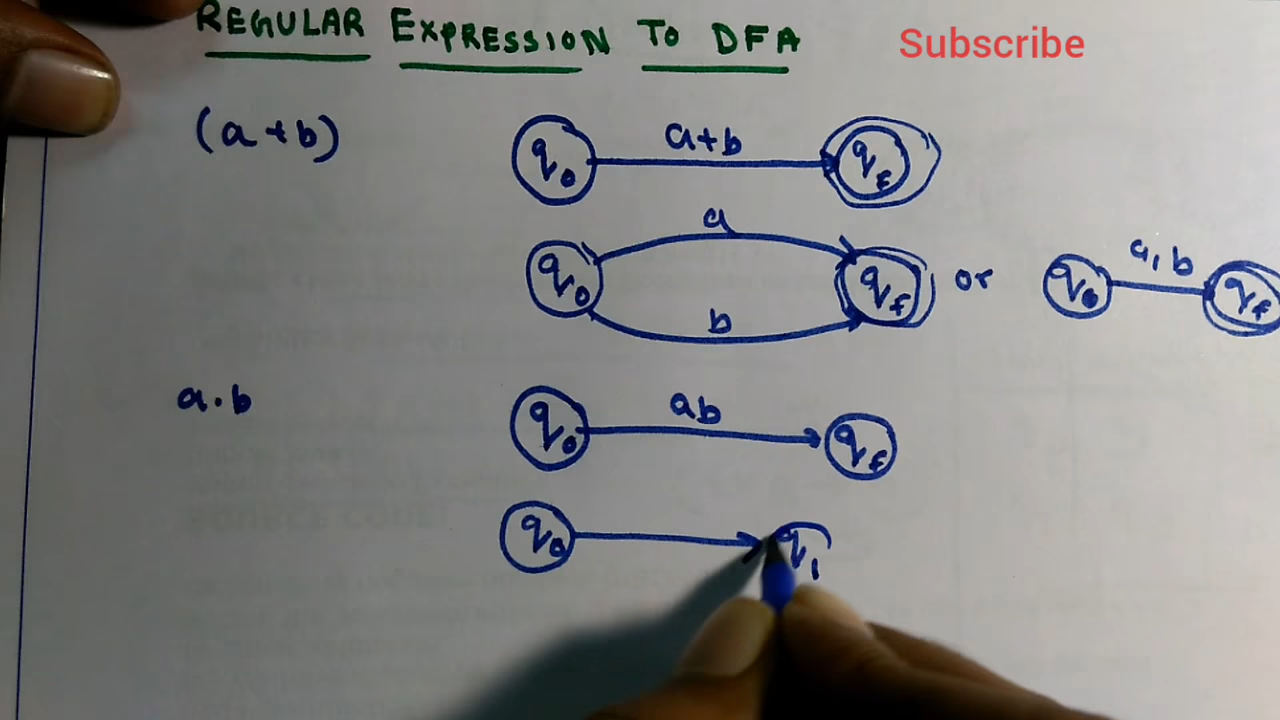 REGULAR EXPRESSION TO DFA
Subscribe
(a+b)
q0 a+b qf
q0 a b qf or q0 a,b qf
a.b
q0 ab qf
q0 q1